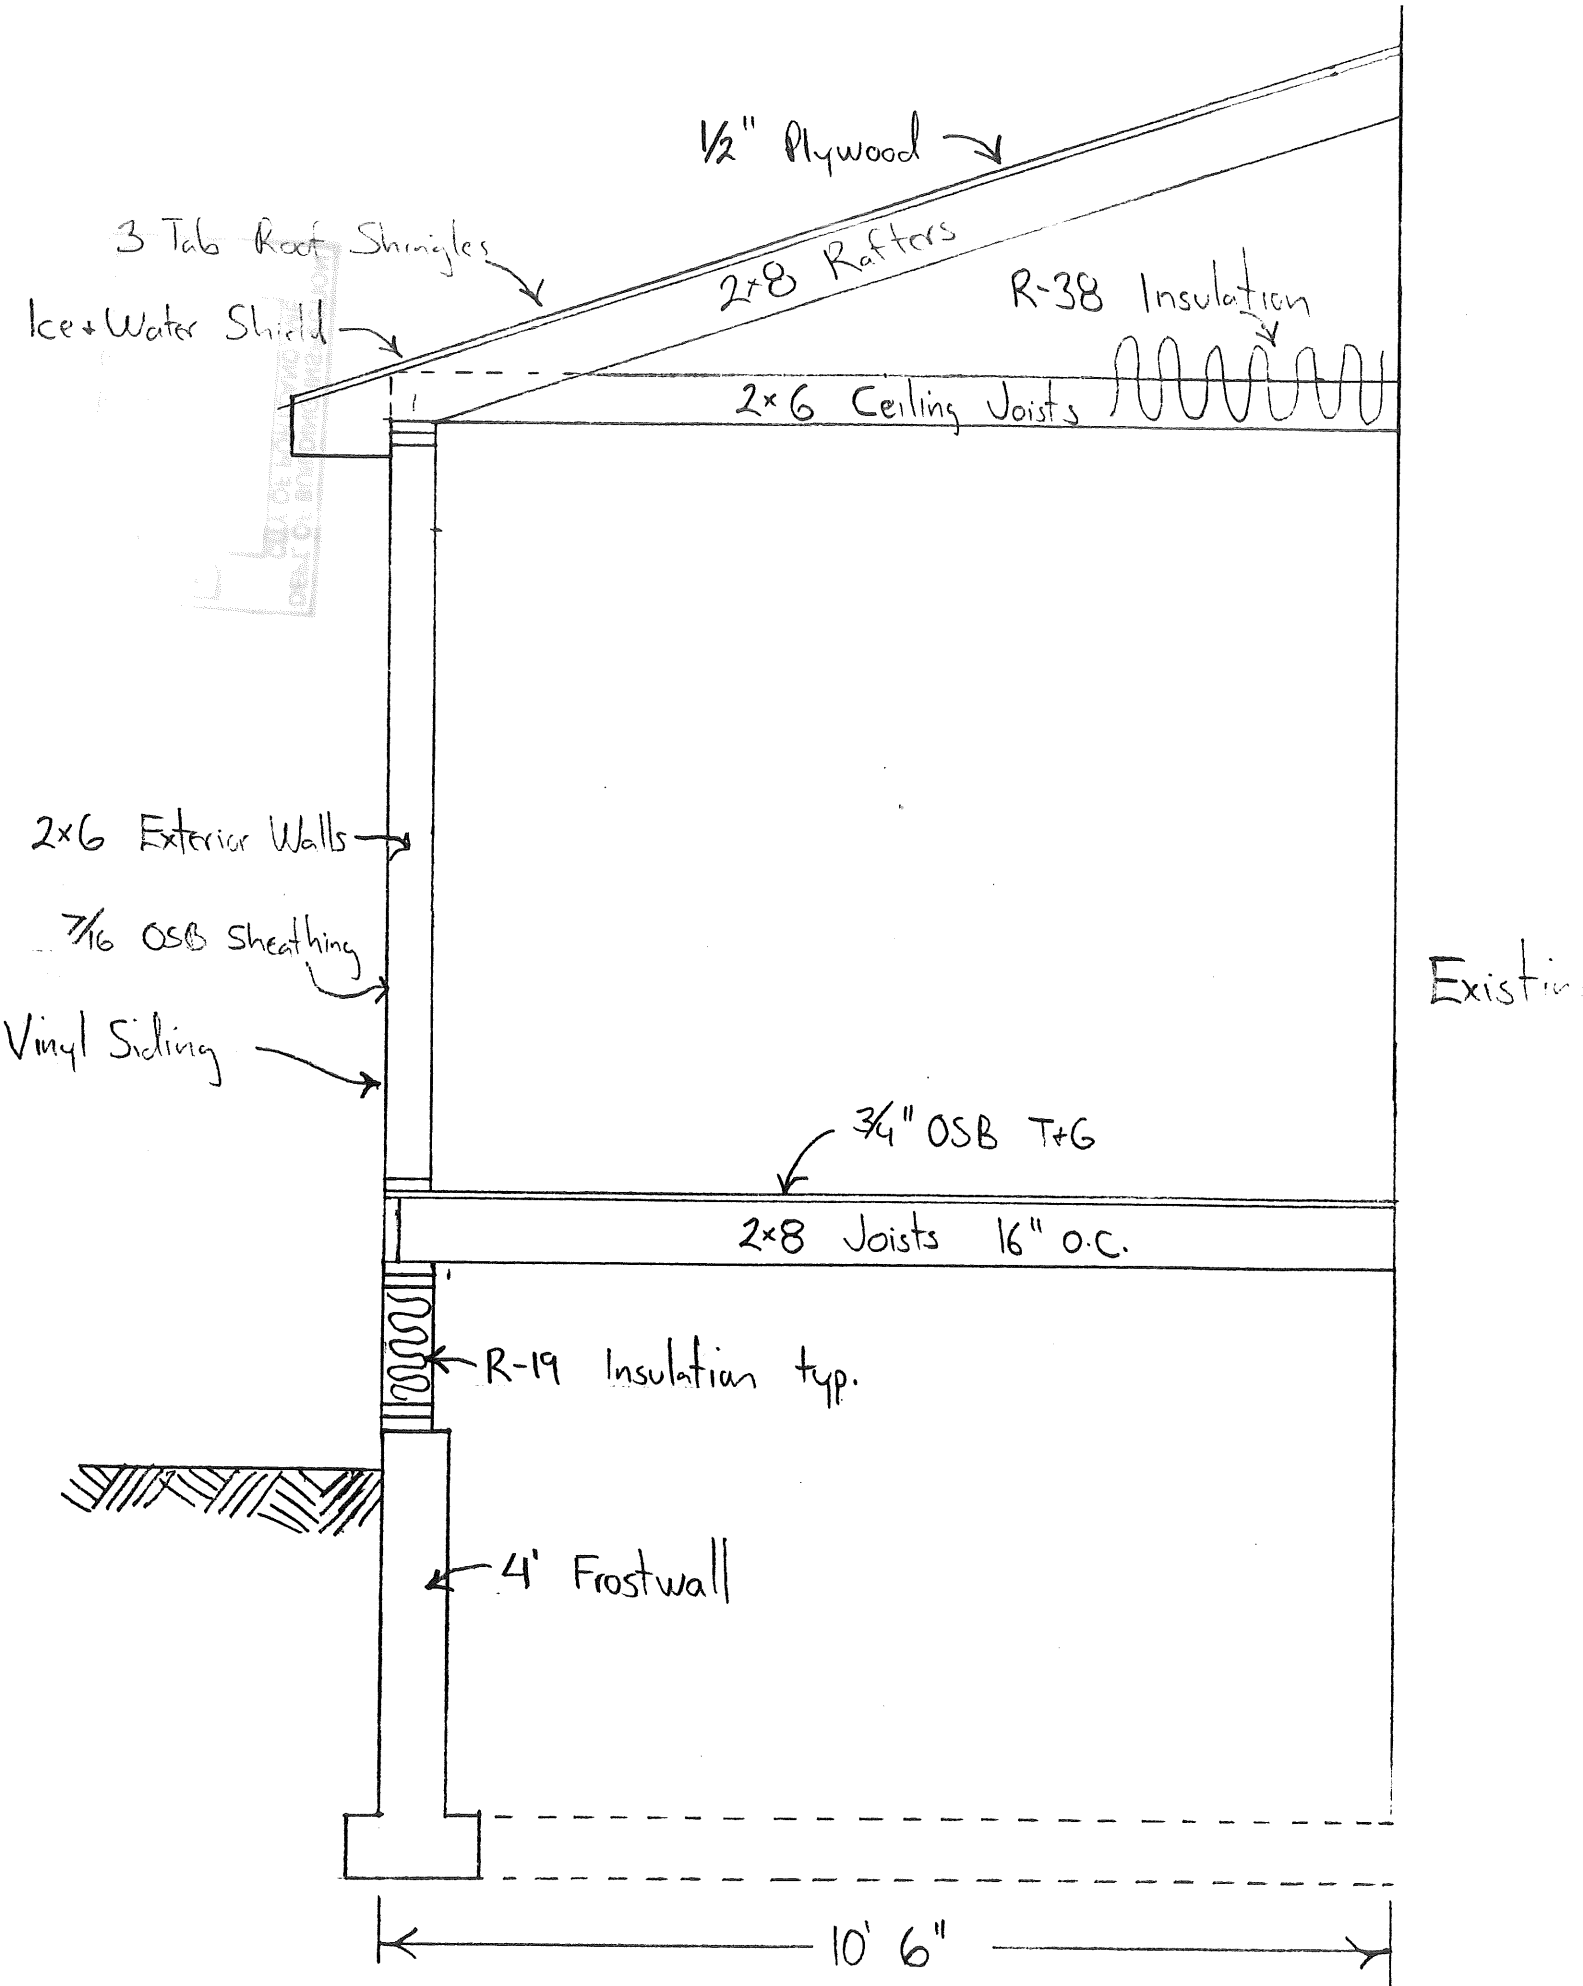 1/2" Plywood
3 Tab Roof Shingles
2x8 Rafters
R-38 Insulation
Ice + Water Shield
2x6 Ceiling Joists
2x6 Exterior Walls
7/16 OSB Sheathing
Existin
Vinyl Siding
3/4" OSB T+G
2x8 Joists 16" O.C.
R-19 Insulation typ.
4' Frostwall
10' 6"